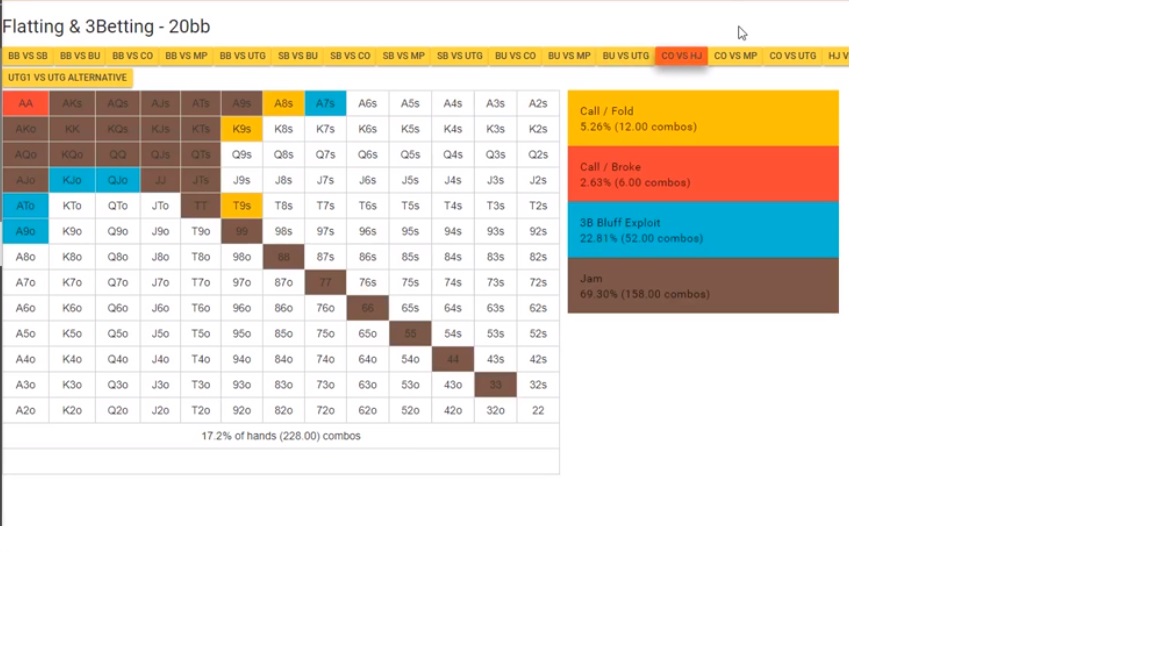 Flatting & 3Betting - 20bb
BB VS SB BB VS BU BB VS CO BB VS MP BB VS UTG SB VS BU SB VS CO SB VS MP SB VS UTG BU VS CO BU VS MP BU VS UTG CO VS HJ CO VS MP CO VS UTG HJ V
UTG1 VS UTG ALTERNATIVE
AA AKs AQs AJs ATs A9s A8s A7s A6s A5s A4s A3s A2s
AKo KK KQs KJs KTs K9s K8s K7s K6s K5s K4s K3s K2s
AQo KQo QQ QJs QTs Q9s Q8s Q7s Q6s Q5s Q4s Q3s Q2s
AJo KJo QJo JJ JTs J9s J8s J7s J6s J5s J4s J3s J2s
ATo KTo QTo JTo TT T9s T8s T7s T6s T5s T4s T3s T2s
A9o K9o Q9o J9o T9o 99 98s 97s 96s 95s 94s 93s 92s
A8o K8o Q8o J8o T8o 98o 88 87s 86s 85s 84s 83s 82s
A7o K7o Q7o J7o T7o 97o 87o 77 76s 75s 74s 73s 72s
A6o K6o Q6o J6o T6o 96o 86o 76o 66 65s 64s 63s 62s
A5o K5o Q5o J5o T5o 95o 85o 75o 65o 55 54s 53s 52s
A4o K4o Q4o J4o T4o 94o 84o 74o 64o 54o 44 43s 42s
A3o K3o Q3o J3o T3o 93o 83o 73o 63o 53o 43o 33 32s
A2o K2o Q2o J2o T2o 92o 82o 72o 62o 52o 42o 32o 22
17.2% of hands (228.00) combos
Call / Fold
5.26% (12.00 combos)
Call / Broke
2.63% (6.00 combos)
3B Bluff Exploit
22.81% (52.00 combos)
Jam
69.30% (158.00 combos)